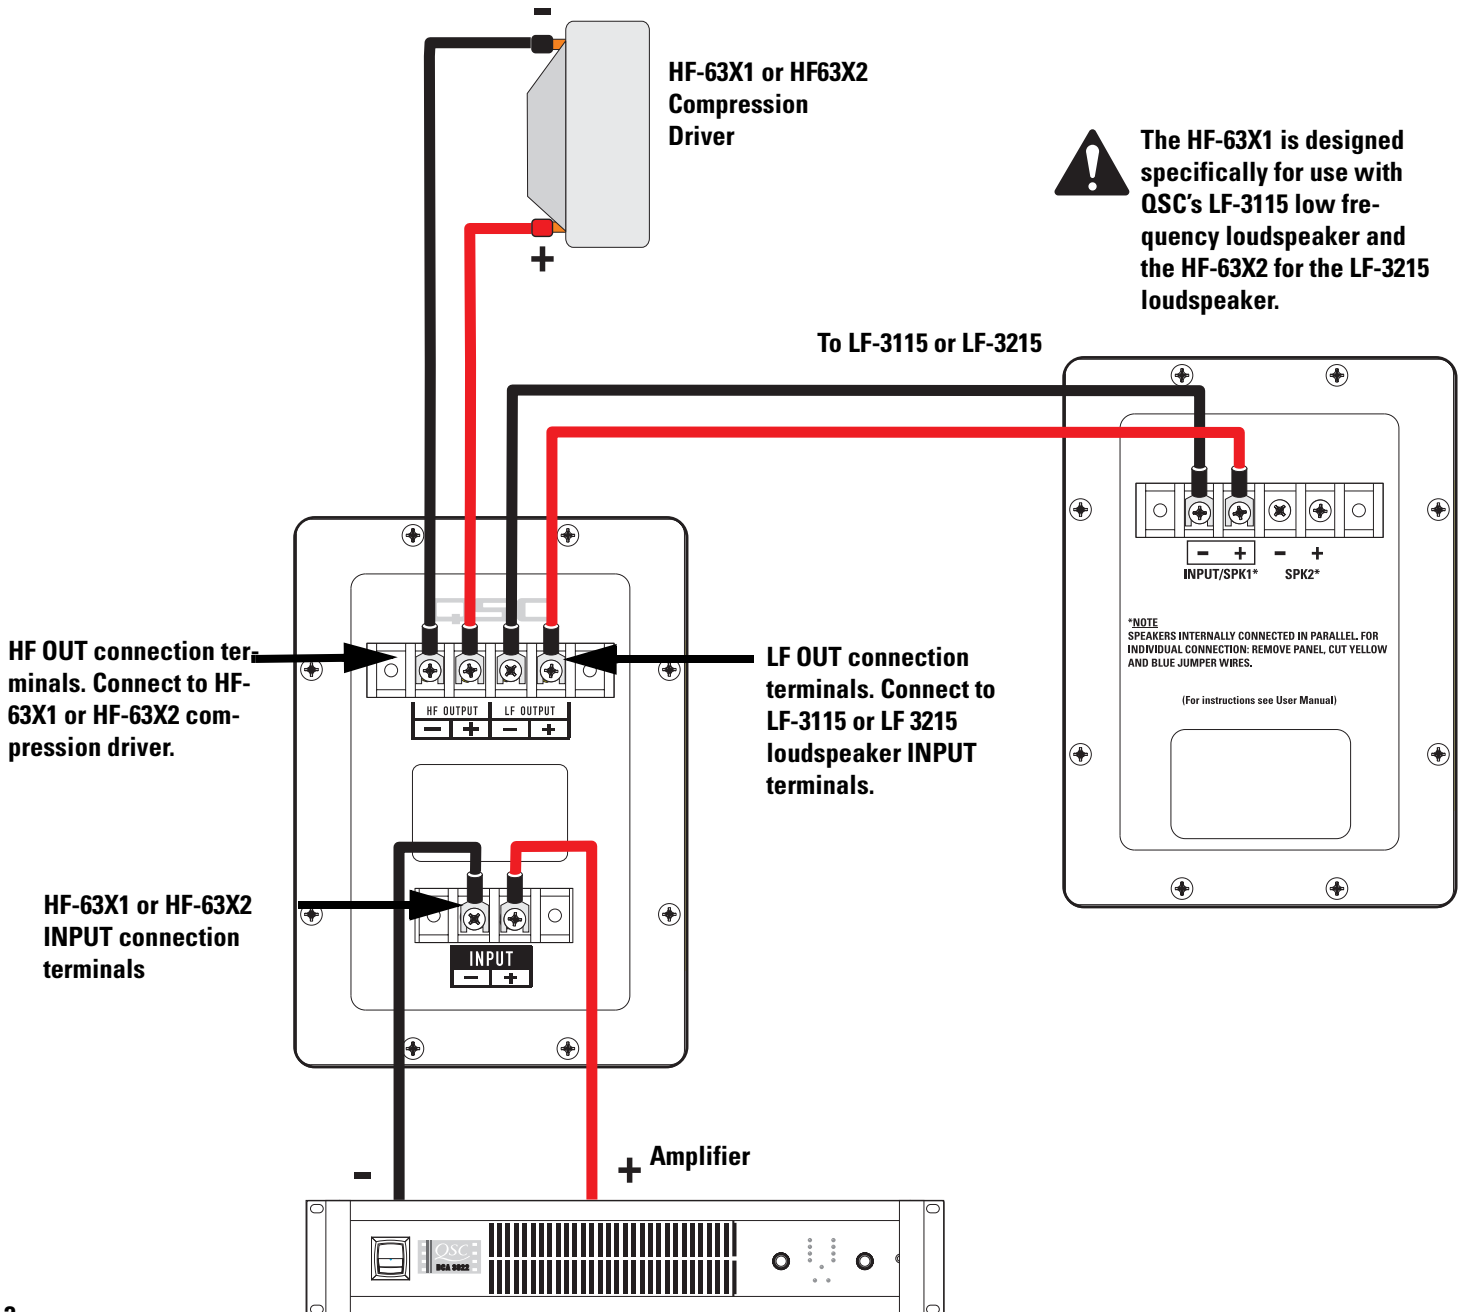 -
HF-63X1 or HF63X2
Compression
Driver
+
The HF-63X1 is designed
specifically for use with
QSC's LF-3115 low fre-
quency loudspeaker and
the HF-63X2 for the LF-3215
loudspeaker.
To LF-3115 or LF-3215
- + - +
INPUT/SPK1* SPK2*
*NOTE
SPEAKERS INTERNALLY CONNECTED IN PARALLEL. FOR
INDIVIDUAL CONNECTION: REMOVE PANEL, CUT YELLOW
AND BLUE JUMPER WIRES.
(For instructions see User Manual)
QSC
HF OUT connection ter-
minals. Connect to HF-
63X1 or HF-63X2 com-
pression driver.
HF OUTPUT LF OUTPUT
- + - +
LF OUT connection
terminals. Connect to
LF-3115 or LF 3215
loudspeaker INPUT
terminals.
HF-63X1 or HF-63X2
INPUT connection
terminals
INPUT
- +
- + Amplifier
QSC
DCA 3022